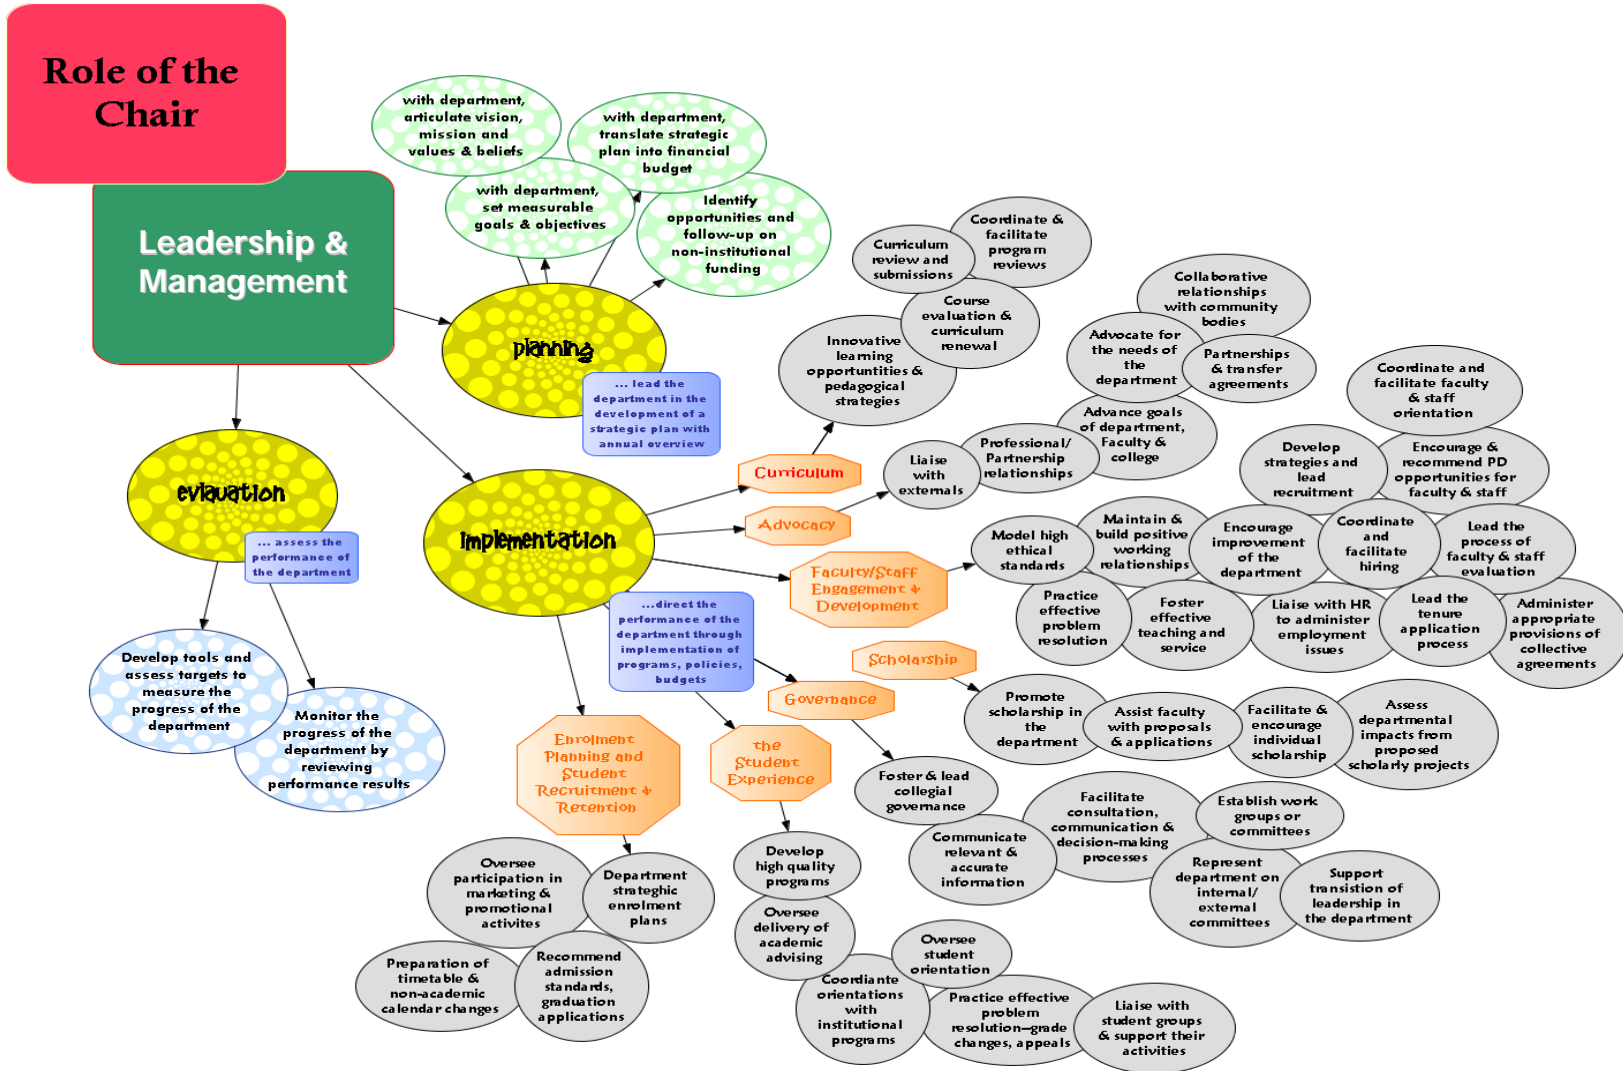 Role of the
Chair
Leadership &
Management
with department,
articulate vision,
mission and
values & beliefs
with department,
translate strategic
plan into financial
budget
with department,
set measurable
goals & objectives
Identify
opportunities and
follow-up on
non-institutional
funding
planning
... lead the
department in the
development of a
strategic plan with
annual overview
evlauation
... assess the
performance of
the department
Develop tools and
assess targets to
measure the
progress of the
department
Monitor the
progress of the
department by
reviewing
performance results
implementation
...direct the
performance of the
department through
implementation of
programs, policies,
budgets
Curriculum
Innovative
learning
opportuntities &
pedagogical
strategies
Curriculum
review and
submissions
Coordinate &
facilitate
program
reviews
Course
evaluation &
curriculum
renewal
Advocacy
Liaise
with
externals
Professional/
Partnership
relationships
Advance goals
of department,
Faculty &
college
Advocate for
the needs of
the
department
Collaborative
relationships
with community
bodies
Partnerships
& transfer
agreements
Faculty/Staff
Engagement &
Development
Model high
ethical
standards
Maintain &
build positive
working
relationships
Encourage
improvement
of the
department
Coordinate
and
facilitate
hiring
Develop
strategies and
lead
recruitment
Coordinate and
facilitate faculty
& staff
orientation
Encourage &
recommend PD
opportunities for
faculty & staff
Lead the
process of
faculty & staff
evaluation
Practice
effective
problem
resolution
Foster
effective
teaching and
service
Liaise with HR
to administer
employment
issues
Lead the
tenure
application
process
Administer
appropriate
provisions of
collective
agreements
Scholarship
Promote
scholarship in
the
department
Assist faculty
with proposals
& applications
Facilitate &
encourage
individual
scholarship
Assess
departmental
impacts from
proposed
scholarly projects
Governance
Foster & lead
collegial
governance
Communicate
relevant &
accurate
information
Facilitate
consultation,
communication &
decision-making
processes
Establish work
groups or
committees
Represent
department on
internal/
external
committees
Support
transistion of
leadership in
the department
the
Student
Experience
Develop
high quality
programs
Oversee
delivery of
academic
advising
Coordiante
orientations
with
institutional
programs
Oversee
student
orientation
Practice effective
problem
resolution—grade
changes, appeals
Liaise with
student groups
& support their
activities
Enrolment
Planning and
Student
Recruitment &
Retention
Department
strateghic
enrolment
plans
Oversee
participation in
marketing &
promotional
activites
Recommend
admission
standards,
graduation
applications
Preparation of
timetable &
non-academic
calendar changes